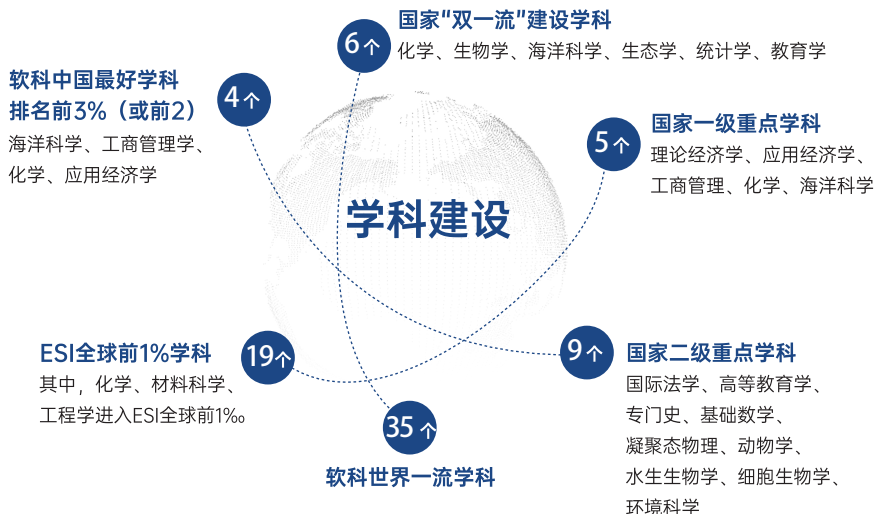 6个
国家“双一流”建设学科
化学、生物学、海洋科学、生态学、统计学、教育学
软科中国最好学科
排名前3%（或前2）
4个
海洋科学、工商管理学、
化学、应用经济学
5个
国家一级重点学科
理论经济学、应用经济学、
工商管理、化学、海洋科学
学科建设
ESI全球前1%学科
19个
其中，化学、材料科学、
工程学进入ESI全球前1‰
9个
国家二级重点学科
国际法学、高等教育学、
专门史、基础数学、
凝聚态物理、动物学、
水生生物学、细胞生物学、
环境科学
35个
软科世界一流学科